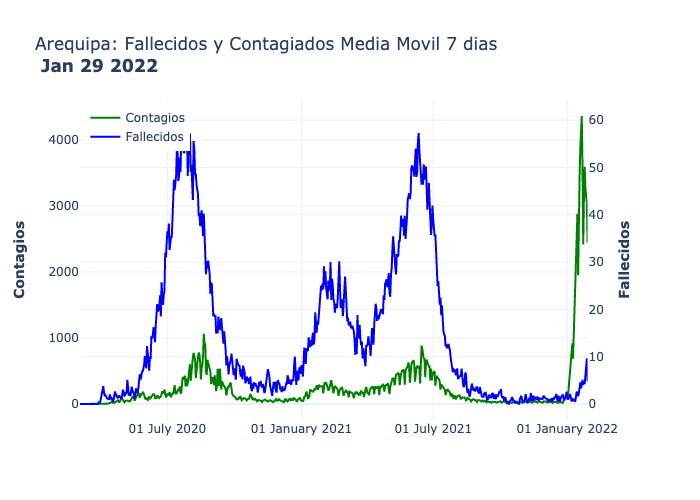 Arequipa: Fallecidos y Contagiados Media Movil 7 dias
Jan 29 2022
Contagios
Fallecidos
4000
3000
2000
1000
0
60
50
40
30
20
10
0
Contagios
Fallecidos
01 July 2020
01 January 2021
01 July 2021
01 January 2022